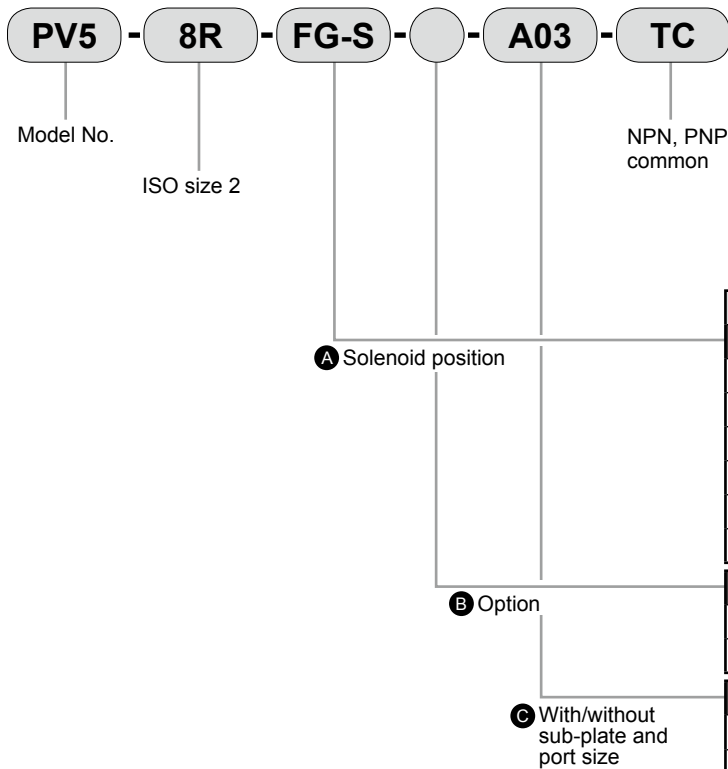 PV5 - 8R - FG-S - - A03 - TC
Model No.
NPN, PNP
common
ISO size 2
A Solenoid position
B Option
C With/without
sub-plate and
port size